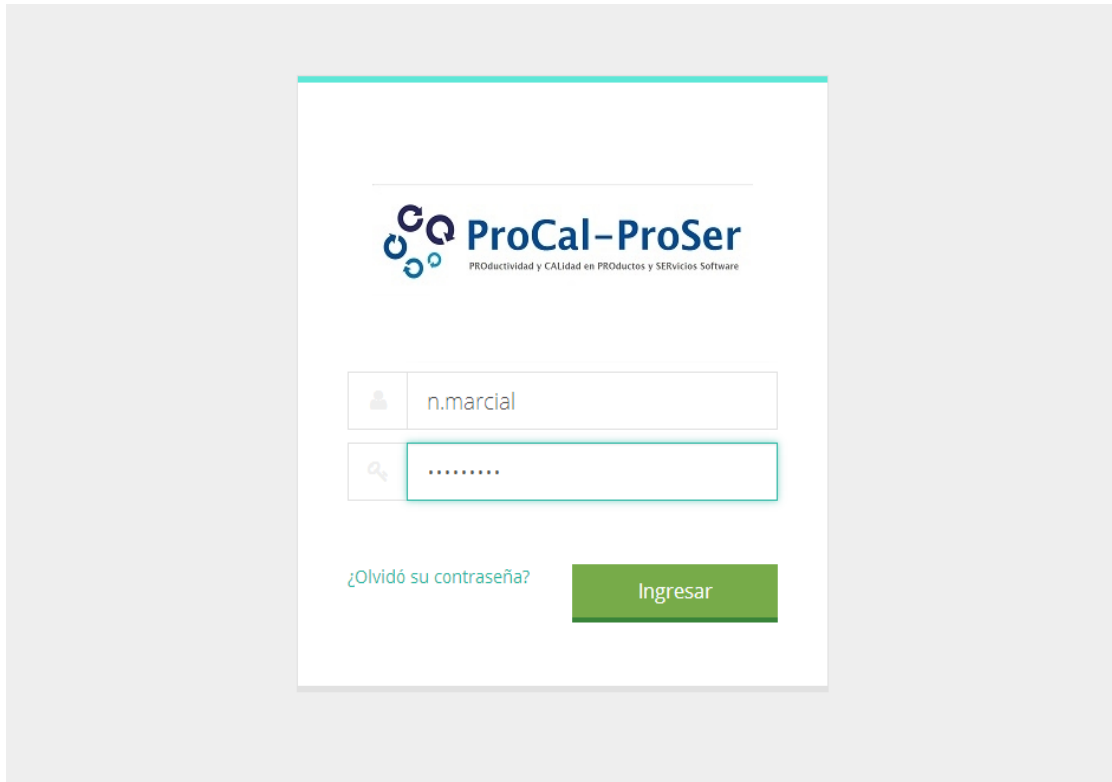 ProCal-ProSer
PROductividad y CALidad en PROductos y SERvicios Software
n.marcial
·········
¿Olvidó su contraseña?
Ingresar